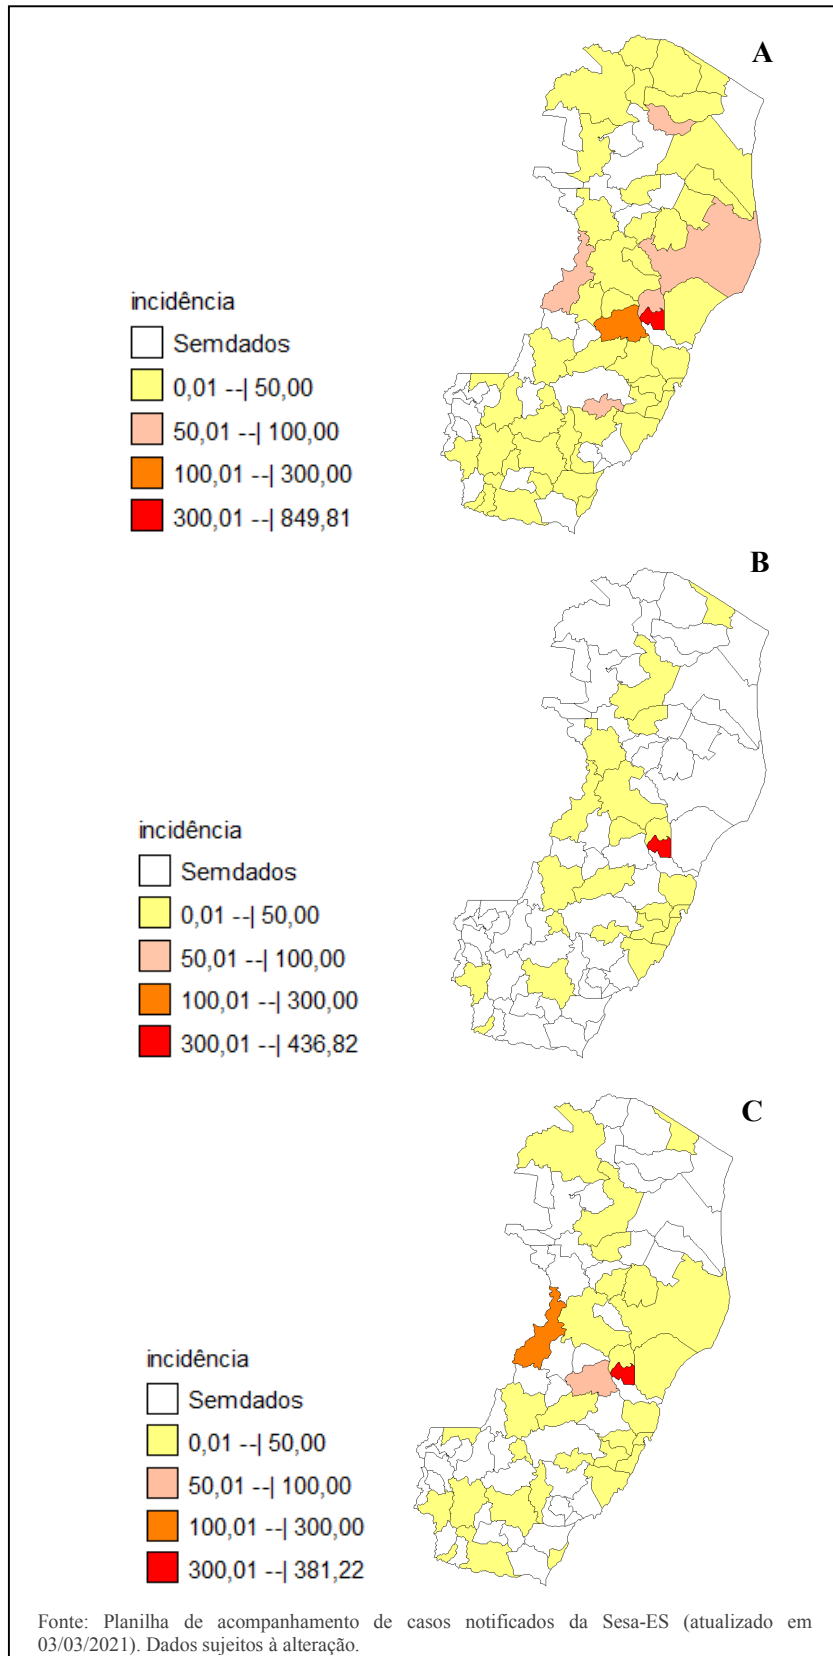 A
incidência
Semdados
0,01 --| 50,00
50,01 --| 100,00
100,01 --| 300,00
300,01 --| 849,81
B
incidência
Semdados
0,01 --| 50,00
50,01 --| 100,00
100,01 --| 300,00
300,01 --| 436,82
C
incidência
Semdados
0,01 --| 50,00
50,01 --| 100,00
100,01 --| 300,00
300,01 --| 381,22
Fonte: Planilha de acompanhamento de casos notificados da Sesa-ES (atualizado em
03/03/2021). Dados sujeitos à alteração.